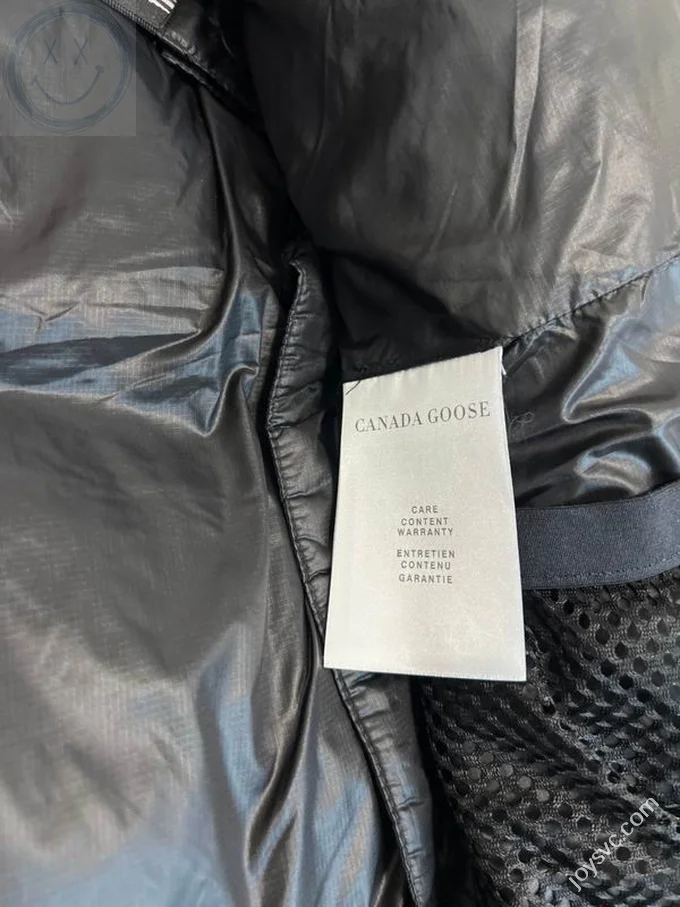 CANADA GOOSE
CARE
CONTENT
WARRANTY
ENTRETIEN
CONTENU
GARANTIE
joysvc.com